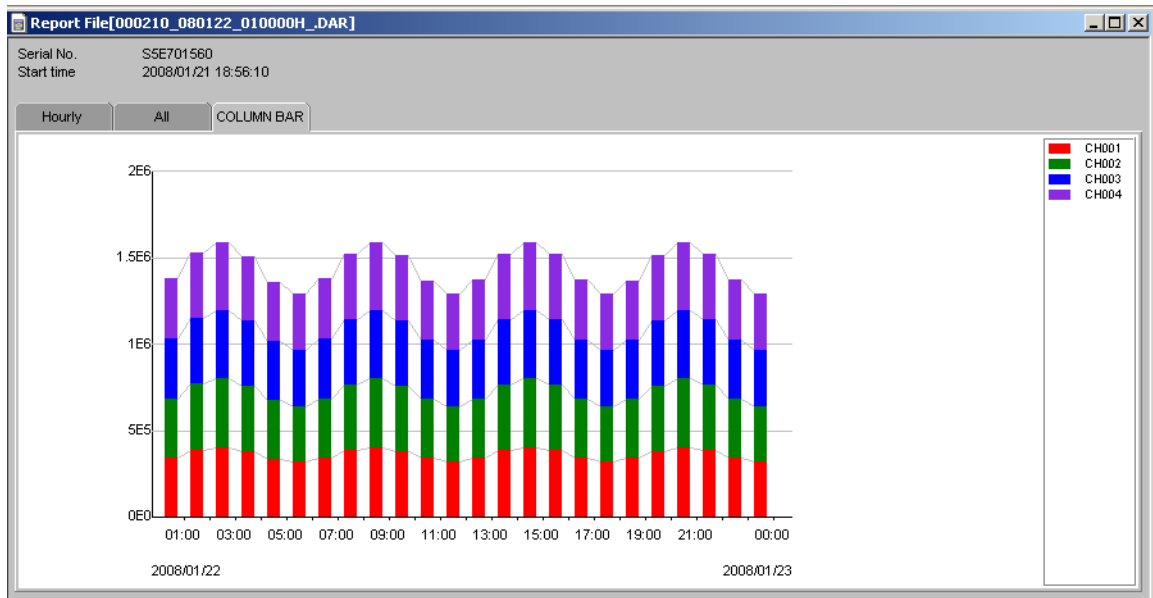 Report File[000210_080122_010000H_.DAR]
Serial No. S5E701560
Start time 2008/01/21 18:56:10
Hourly All COLUMN BAR
CH001
CH002
CH003
CH004
2E6
1.5E6
1E6
5E5
0E0
01:00 03:00 05:00 07:00 09:00 11:00 13:00 15:00 17:00 19:00 21:00 00:00
2008/01/22 2008/01/23